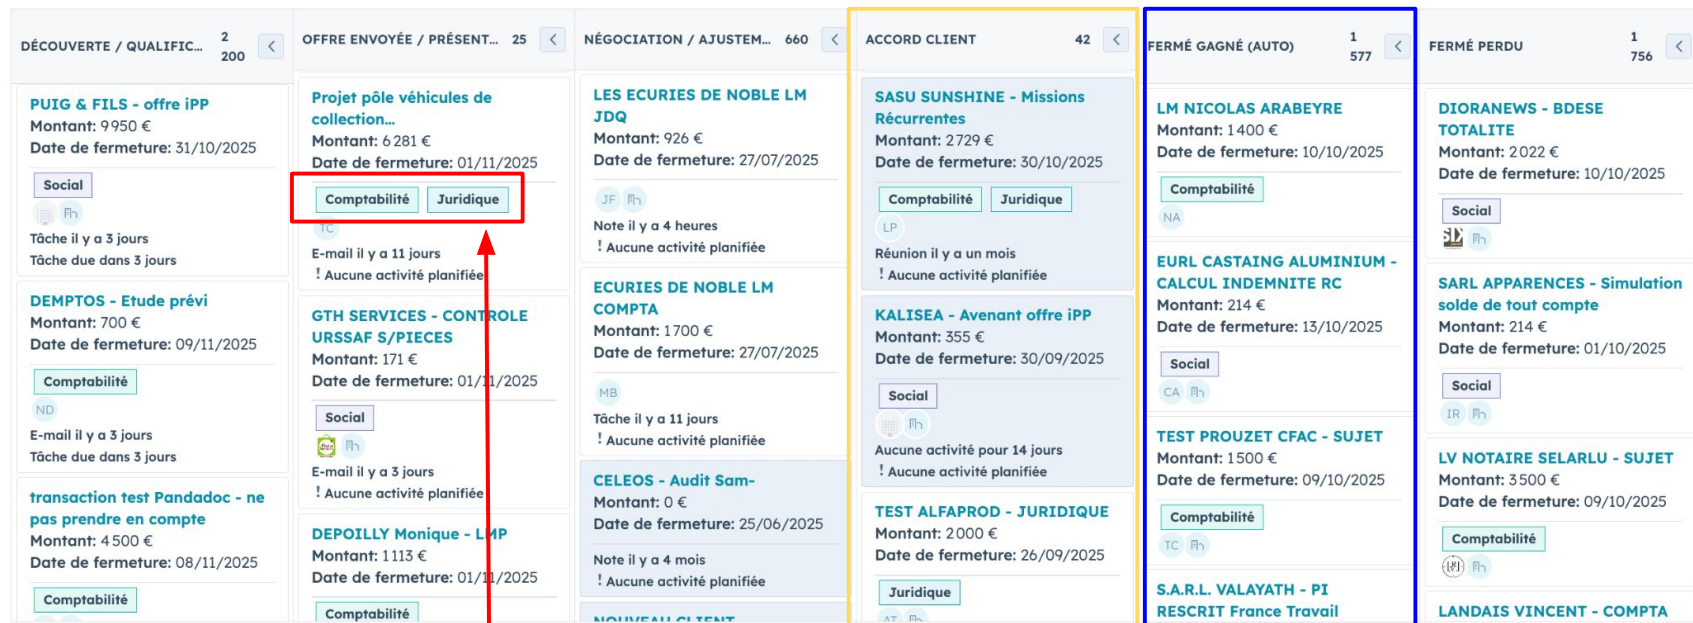 DÉCOUVERTE / QUALIFIC...
2
200
PUIG & FILS - offre iPP
Montant: 9 950 €
Date de fermeture: 31/10/2025
Social
Tâche il y a 3 jours
Tâche due dans 3 jours
DEMPTOS - Etude prévi
Montant: 700 €
Date de fermeture: 09/11/2025
Comptabilité
ND
E-mail il y a 3 jours
Tâche due dans 3 jours
transaction test Pandadoc - ne
pas prendre en compte
Montant: 4 500 €
Date de fermeture: 08/11/2025
Comptabilité
OFFRE ENVOYÉE / PRÉSENT... 25
Projet pôle véhicules de
collection...
Montant: 6 281 €
Date de fermeture: 01/11/2025
Comptabilité Juridique
TC
E-mail il y a 11 jours
! Aucune activité planifiée
GTH SERVICES - CONTROLE
URSSAF S/PIECES
Montant: 171 €
Date de fermeture: 01/11/2025
Social
E-mail il y a 3 jours
! Aucune activité planifiée
DEPOILLY Monique - LMP
Montant: 1 113 €
Date de fermeture: 01/11/2025
Comptabilité
NÉGOCIATION / AJUSTEM... 660
LES ECURIES DE NOBLE LM
JDQ
Montant: 926 €
Date de fermeture: 27/07/2025
JF
Note il y a 4 heures
! Aucune activité planifiée
ECURIES DE NOBLE LM
COMPTA
Montant: 1 700 €
Date de fermeture: 27/07/2025
MB
Tâche il y a 11 jours
! Aucune activité planifiée
CELEOS - Audit Sam-
Montant: 0 €
Date de fermeture: 25/06/2025
Note il y a 4 mois
! Aucune activité planifiée
NOUVEAU CLIENT
ACCORD CLIENT 42
SASU SUNSHINE - Missions
Récurrentes
Montant: 2 729 €
Date de fermeture: 30/10/2025
Comptabilité Juridique
LP
Réunion il y a un mois
! Aucune activité planifiée
KALISEA - Avenant offre iPP
Montant: 355 €
Date de fermeture: 30/09/2025
Social
Aucune activité pour 14 jours
! Aucune activité planifiée
TEST ALFAPROD - JURIDIQUE
Montant: 2 000 €
Date de fermeture: 26/09/2025
Juridique
AT
FERMÉ GAGNÉ (AUTO)
1
577
LM NICOLAS ARABEYRE
Montant: 1 400 €
Date de fermeture: 10/10/2025
Comptabilité
NA
EURL CASTAING ALUMINIUM -
CALCUL INDEMNITE RC
Montant: 214 €
Date de fermeture: 13/10/2025
Social
CA
TEST PROUZET CFAC - SUJET
Montant: 1 500 €
Date de fermeture: 09/10/2025
Comptabilité
TC
S.A.R.L. VALAYATH - PI
RESCRIT France Travail
FERMÉ PERDU
1
756
DIORANEWS - BDESE
TOTALITE
Montant: 2 022 €
Date de fermeture: 10/10/2025
Social
SARL APPARENCES - Simulation
solde de tout compte
Montant: 214 €
Date de fermeture: 01/10/2025
Social
IR
LV NOTAIRE SELARLU - SUJET
Montant: 3 500 €
Date de fermeture: 09/10/2025
Comptabilité
LANDAIS VINCENT - COMPTA